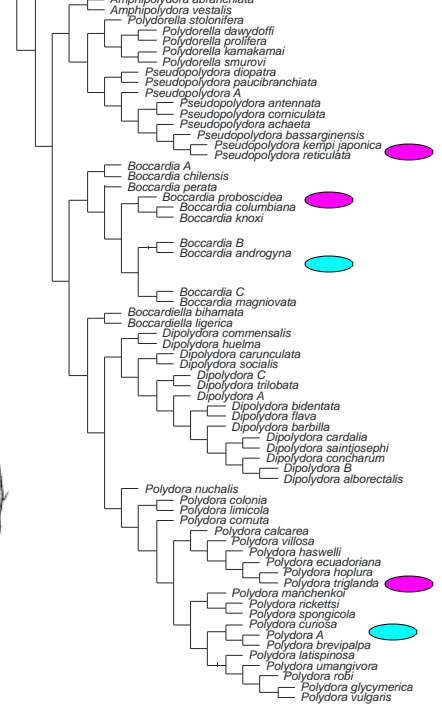 Amphipolydora abranchiata
Amphipolydora vestalis
Polydorella stolonifera
Polydorella dawydoffi
Polydorella prolifera
Polydorella kamakamai
Polydorella smurovi
Pseudopolydora diopatra
Pseudopolydora paucibranchiata
Pseudopolydora A
Pseudopolydora antennata
Pseudopolydora corniculata
Pseudopolydora achaeta
Pseudopolydora bassarginensis
Pseudopolydora kempi japonica
Pseudopolydora reticulata
Boccardia A
Boccardia chilensis
Boccardia perata
Boccardia proboscidea
Boccardia columbiana
Boccardia knoxi
Boccardia B
Boccardia androgyna
Boccardia C
Boccardia magniovata
Boccardiella bihamata
Boccardiella ligerica
Dipolydora commensalis
Dipolydora huelma
Dipolydora carunculata
Dipolydora socialis
Dipolydora C
Dipolydora trilobata
Dipolydora A
Dipolydora bidentata
Dipolydora flava
Dipolydora barbilla
Dipolydora cardalia
Dipolydora saintjosephi
Dipolydora concharum
Dipolydora B
Dipolydora alborectalis
Polydora nuchalis
Polydora colonia
Polydora limicola
Polydora cornuta
Polydora calcarea
Polydora villosa
Polydora haswelli
Polydora ecuadoriana
Polydora hoplura
Polydora triglanda
Polydora manchenkoi
Polydora rickettsi
Polydora spongicola
Polydora curiosa
Polydora A
Polydora brevipalpa
Polydora latispinosa
Polydora umangivora
Polydora robi
Polydora glycymerica
Polydora vulgaris